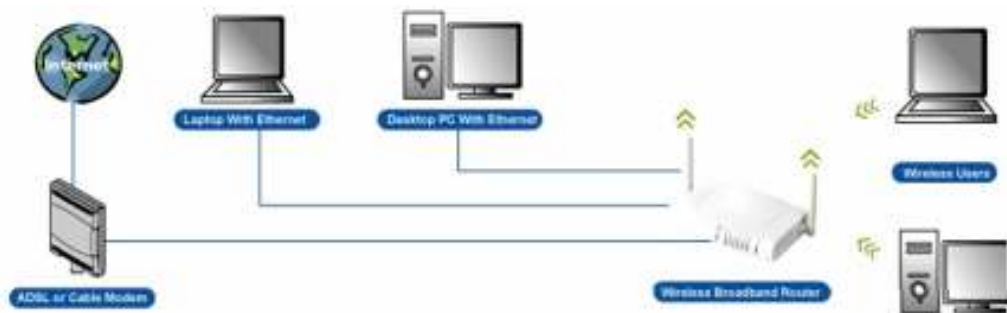 Internet
Laptop With Ethernet
Desktop PC With Ethernet
Wireless Users
ADSL or Cable Modem
Wireless Broadband Router